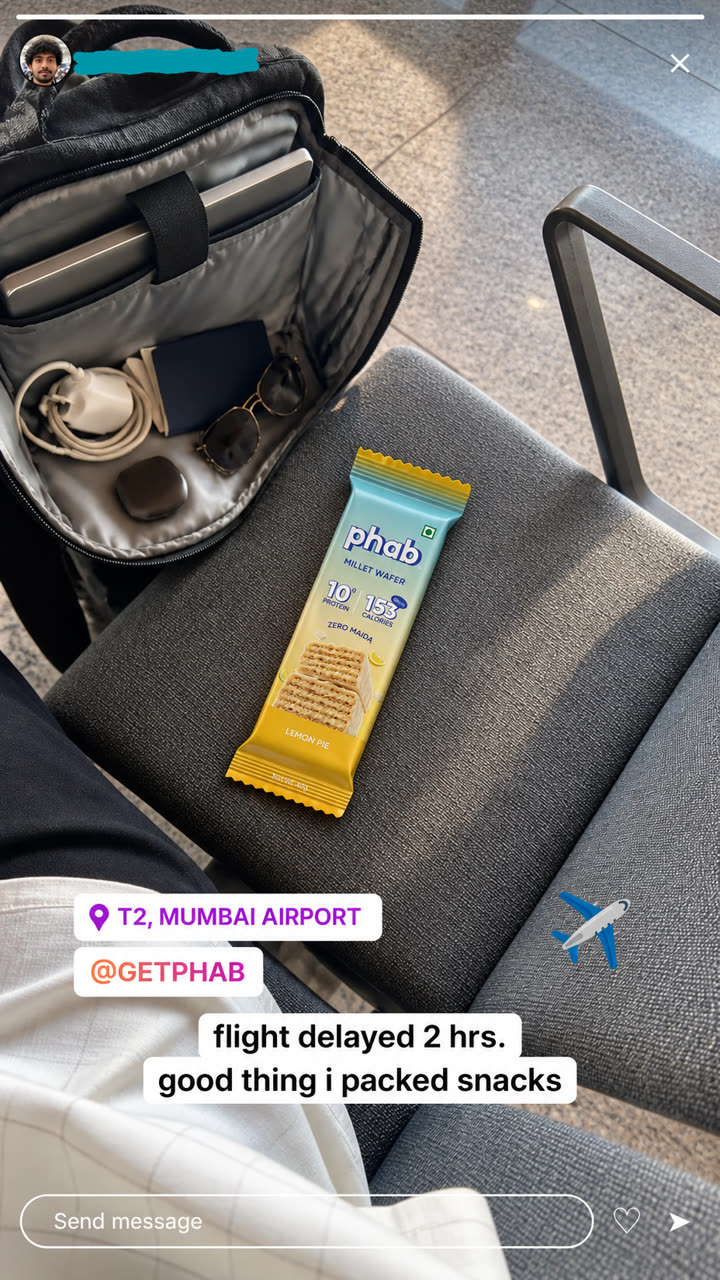 phab
MILLET WAFER
10g
PROTEIN
153
CALORIES
ZERO MAIDA
LEMON PIE
T2, MUMBAI AIRPORT
@GETPHAB
flight delayed 2 hrs.
good thing i packed snacks
Send message